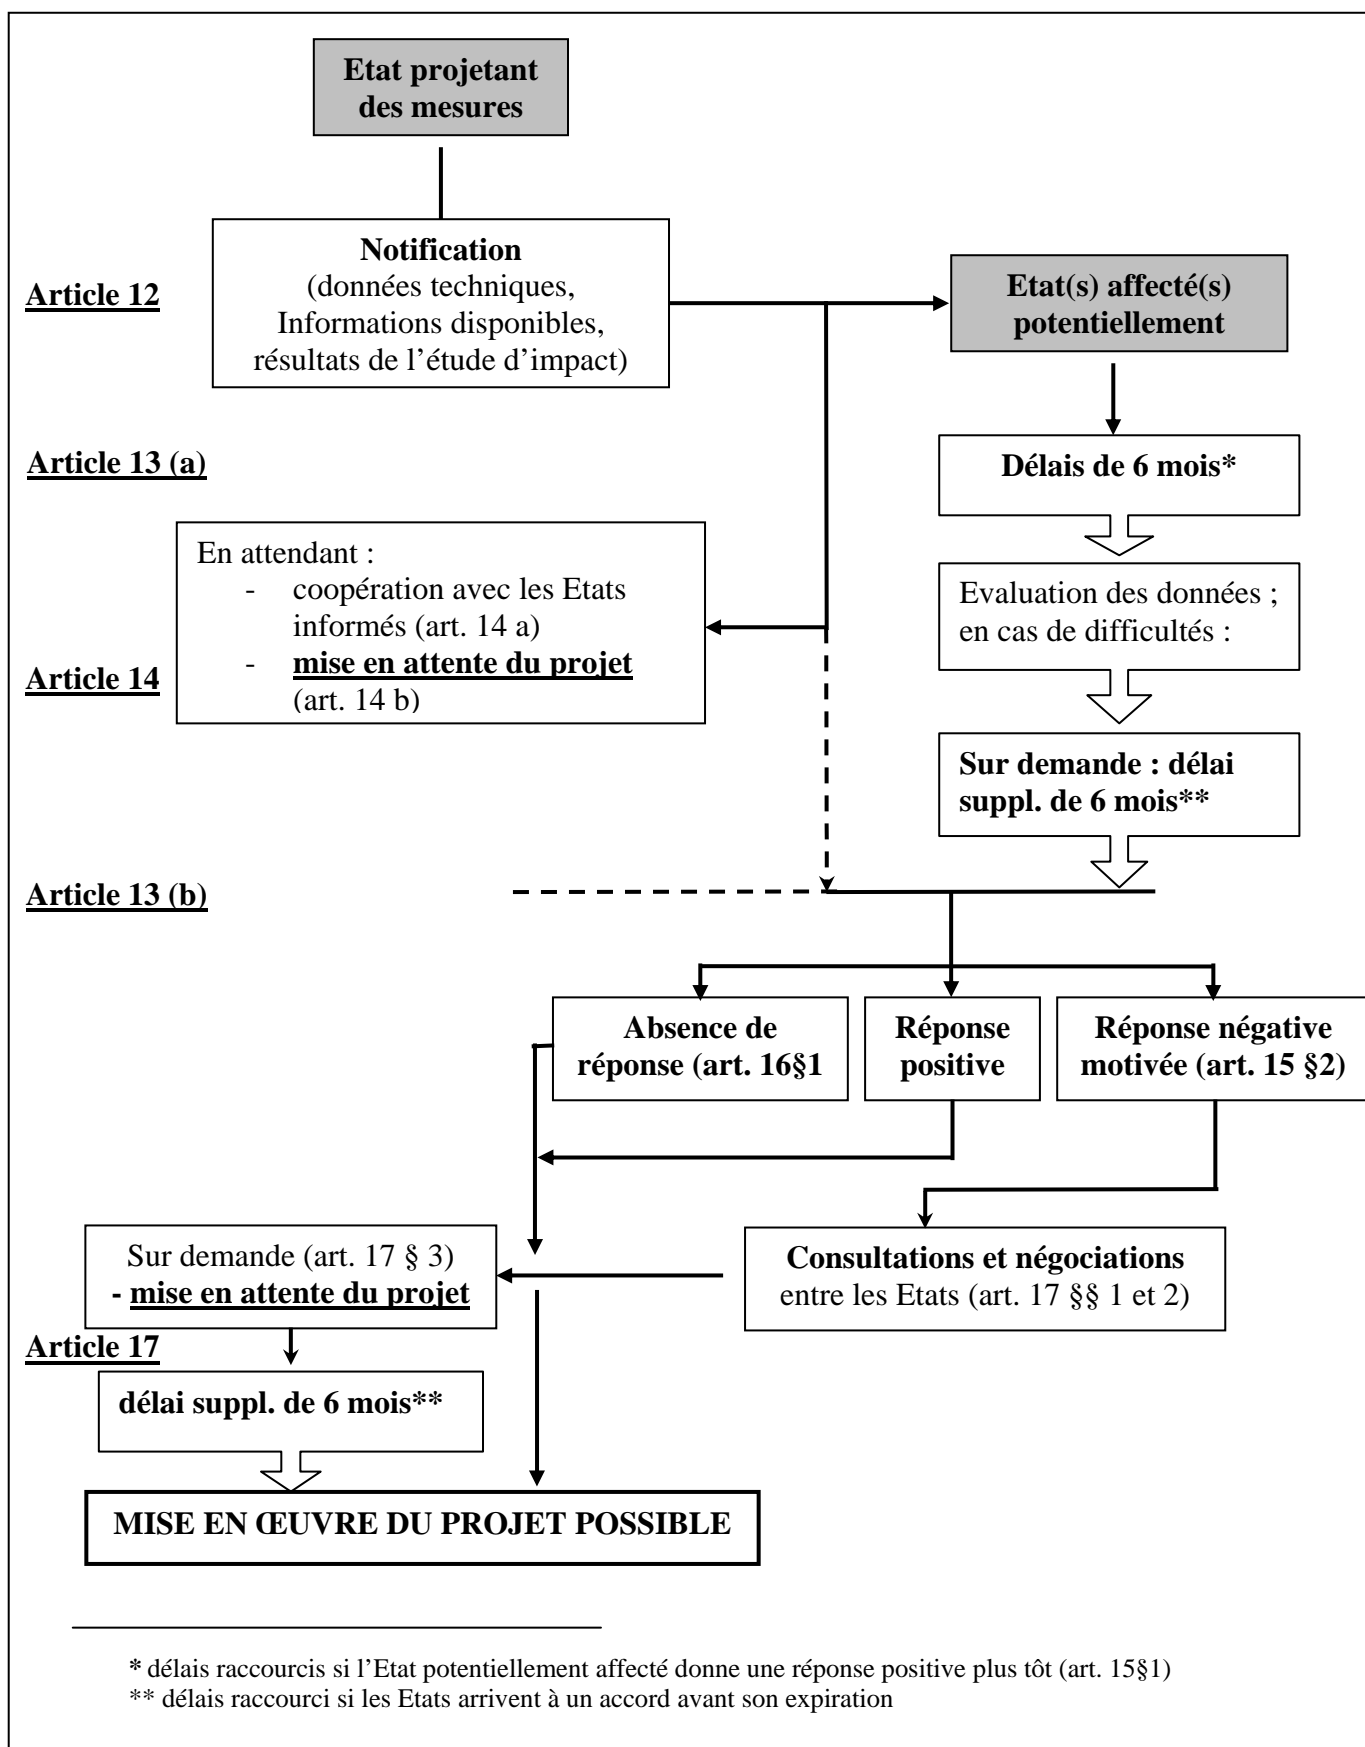 Etat projetant
des mesures
Notification
(données techniques,
Informations disponibles,
résultats de l’étude d’impact)
Article 12
Etat(s) affecté(s)
potentiellement
Article 13 (a)
Délais de 6 mois*
En attendant :
- coopération avec les Etats
informés (art. 14 a)
- mise en attente du projet
(art. 14 b)
Article 14
Evaluation des données ;
en cas de difficultés :
Sur demande : délai
suppl. de 6 mois**
Article 13 (b)
Absence de
réponse (art. 16§1
Réponse
positive
Réponse négative
motivée (art. 15 §2)
Sur demande (art. 17 § 3)
- mise en attente du projet
Consultations et négociations
entre les Etats (art. 17 §§ 1 et 2)
Article 17
délai suppl. de 6 mois**
MISE EN ŒUVRE DU PROJET POSSIBLE
* délais raccourcis si l’Etat potentiellement affecté donne une réponse positive plus tôt (art. 15§1)
** délais raccourci si les Etats arrivent à un accord avant son expiration